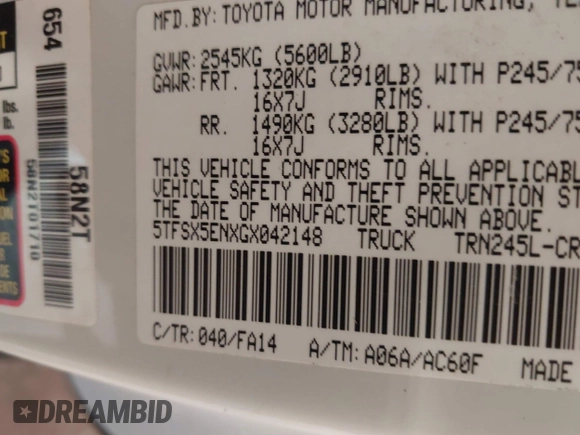 MFD.BY: TOYOTA MOTOR MANUFACTURING,
GVWR: 2545KG (5600LB)
GAWR: FRT. 1320KG (2910LB) WITH P245/75
16X7J RIMS.
RR. 1490KG (3280LB) WITH P245/75
16X7J RIMS.
THIS VEHICLE CONFORMS TO ALL APPLICABL
VEHICLE SAFETY AND THEFT PREVENTION ST
THE DATE OF MANUFACTURE SHOWN ABOVE.
5TFSX5ENXGX042148 TRUCK TRN245L-CR
C/TR: 040/FA14 A/TM: A06A/AC60F MADE
654
58N2T
58N2101710
lbs.
lb.
DREAMBID